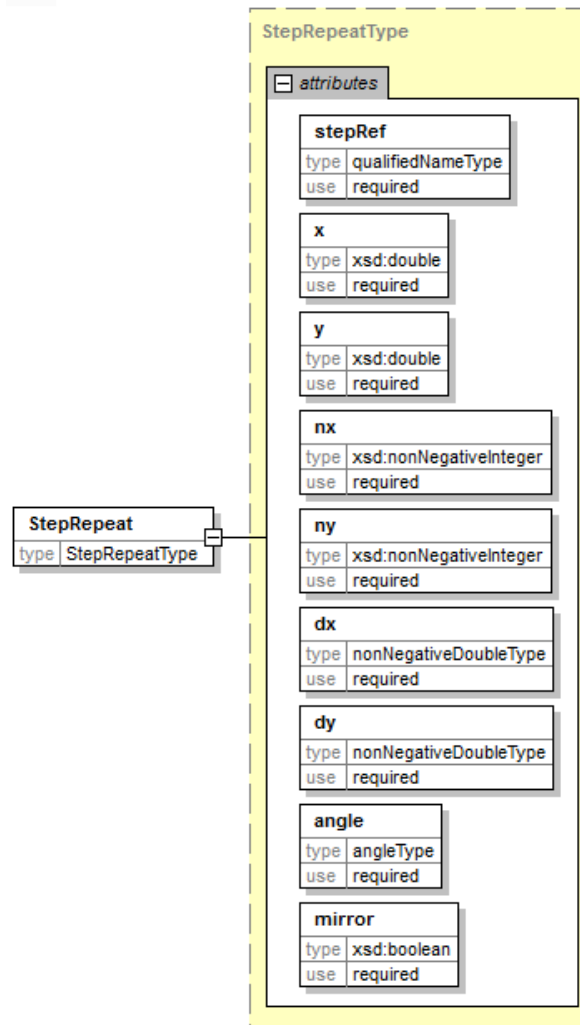 StepRepeatType
attributes
stepRef
type qualifiedNameType
use required
x
type xsd:double
use required
y
type xsd:double
use required
nx
type xsd:nonNegativeInteger
use required
ny
type xsd:nonNegativeInteger
use required
StepRepeat
type StepRepeatType
dx
type nonNegativeDoubleType
use required
dy
type nonNegativeDoubleType
use required
angle
type angleType
use required
mirror
type xsd:boolean
use required